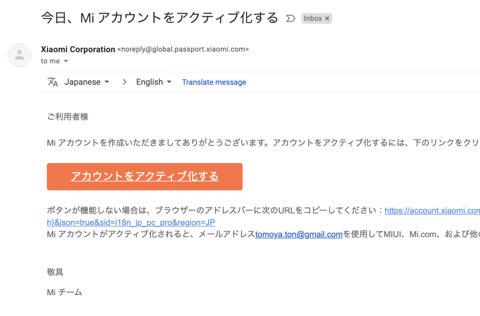 今日、Mi アカウントをアクティブ化する Inbox ×
Xiaomi Corporation <noreply@global.passport.xiaomi.com>
to me
Japanese > English Translate message
ご利用者様
Mi アカウントを作成いただきましてありがとうございます。アカウントをアクティブ化するには、下のリンクをクリ
アカウントをアクティブ化する
ボタンが機能しない場合は、ブラウザーのアドレスバーに次のURLをコピーしてください：https://account.xiaomi.com
h)&json=true&sid=i18n_ip_pc_pro&region=JP
Mi アカウントがアクティブ化されると、メールアドレスtomoya.ton@gmail.comを使用してMIUI、Mi.com、および他の
敬具
Mi チーム